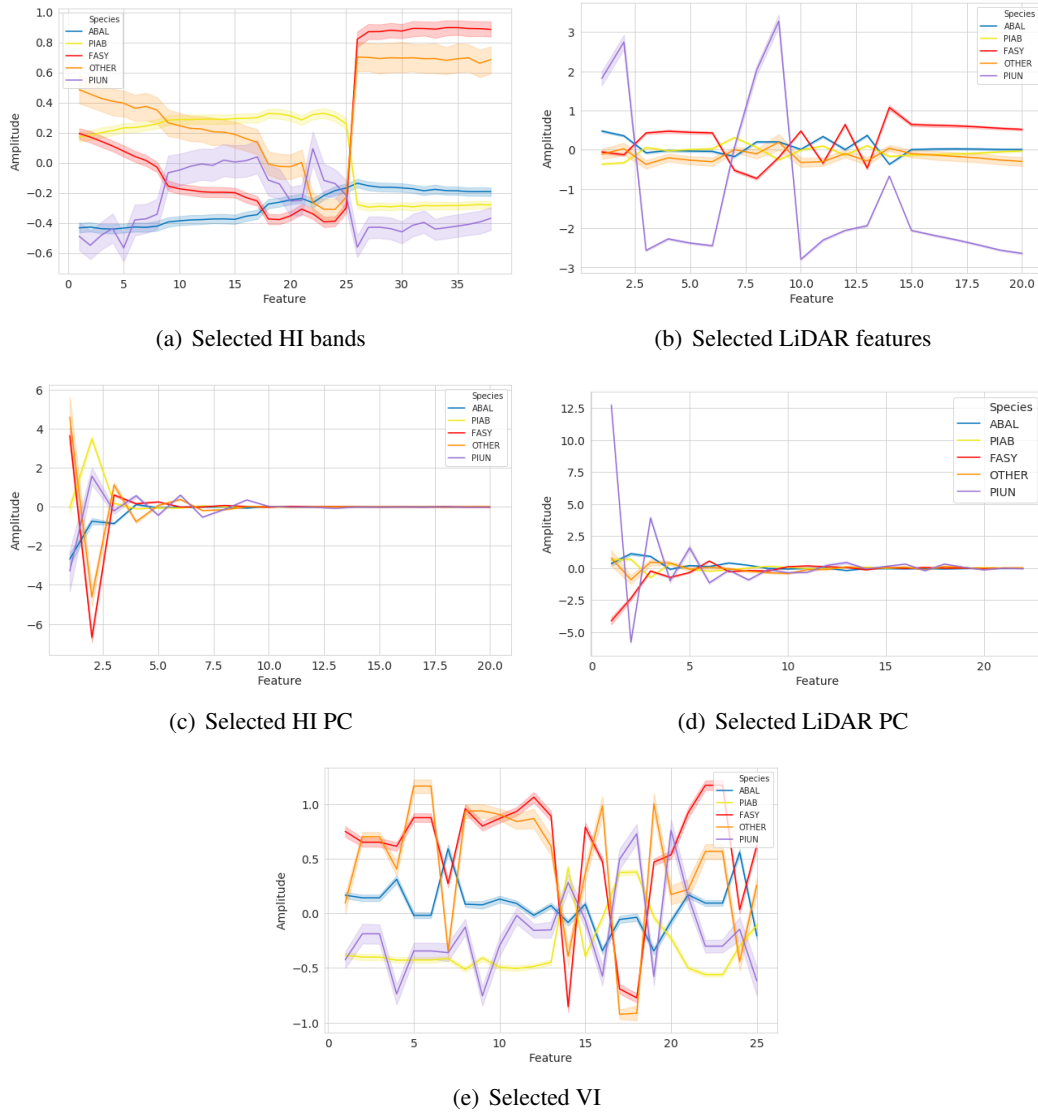 1.0
0.8
0.6
0.4
0.2
0.0
−0.2
−0.4
−0.6
Amplitude
0 5 10 15 20 25 30 35
Feature
Species
ABAL
PIAB
FASY
OTHER
PIUN
(a) Selected HI bands
3
2
1
0
−1
−2
−3
Amplitude
2.5 5.0 7.5 10.0 12.5 15.0 17.5 20.0
Feature
Species
ABAL
PIAB
FASY
OTHER
PIUN
(b) Selected LiDAR features
6
4
2
0
−2
−4
−6
Amplitude
2.5 5.0 7.5 10.0 12.5 15.0 17.5 20.0
Feature
Species
ABAL
PIAB
FASY
OTHER
PIUN
(c) Selected HI PC
12.5
10.0
7.5
5.0
2.5
0.0
−2.5
−5.0
Amplitude
0 5 10 15 20
Feature
Species
ABAL
PIAB
FASY
OTHER
PIUN
(d) Selected LiDAR PC
1.0
0.5
0.0
−0.5
−1.0
Amplitude
0 5 10 15 20 25
Feature
Species
ABAL
PIAB
FASY
OTHER
PIUN
(e) Selected VI